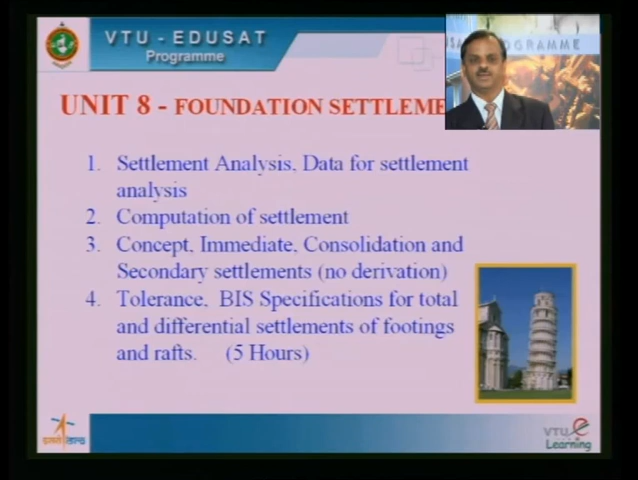 VTU - EDUSAT
Programme
PROGRAMME
UNIT 8 - FOUNDATION SETTLEME
1. Settlement Analysis, Data for settlement
analysis
2. Computation of settlement
3. Concept, Immediate, Consolidation and
Secondary settlements (no derivation)
4. Tolerance, BIS Specifications for total
and differential settlements of footings
and rafts. (5 Hours)
VTU e
Learning